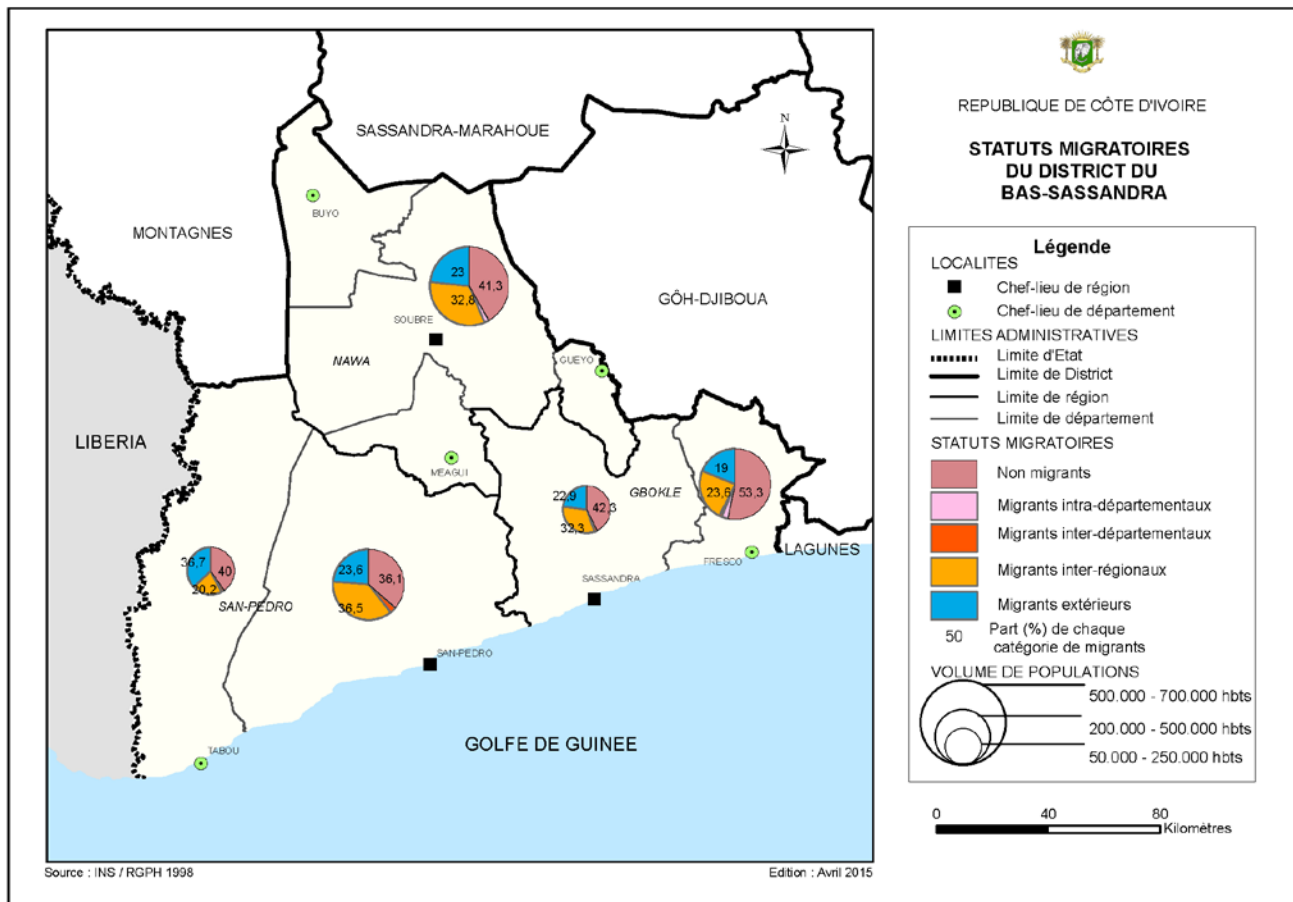 SASSANDRA-MARAHOUE
N
BUYO
MONTAGNES
23
41,3
32,8
GÔH-DJIBOUA
SOUBRE
NAWA
GUEYO
LIBERIA
MEAGUI
19
53,3
23,6
GBOKLE
22,9
42,3
32,3
LAGUNES
FRESCO
36,7
40
20,2
23,6
36,1
36,5
SAN-PEDRO
SASSANDRA
SAN-PEDRO
TABOU
GOLFE DE GUINEE
Source : INS / RGPH 1998
Edition : Avril 2015
REPUBLIQUE DE CÔTE D'IVOIRE
STATUTS MIGRATOIRES
DU DISTRICT DU
BAS-SASSANDRA
Légende
LOCALITES
Chef-lieu de région
Chef-lieu de département
LIMITES ADMINISTRATIVES
Limite d'Etat
Limite de District
Limite de région
Limite de département
STATUTS MIGRATOIRES
Non migrants
Migrants intra-départementaux
Migrants inter-départementaux
Migrants inter-régionaux
Migrants extérieurs
50 Part (%) de chaque
catégorie de migrants
VOLUME DE POPULATIONS
500.000 - 700.000 hbts
200.000 - 500.000 hbts
50.000 - 250.000 hbts
0 40 80
Kilomètres